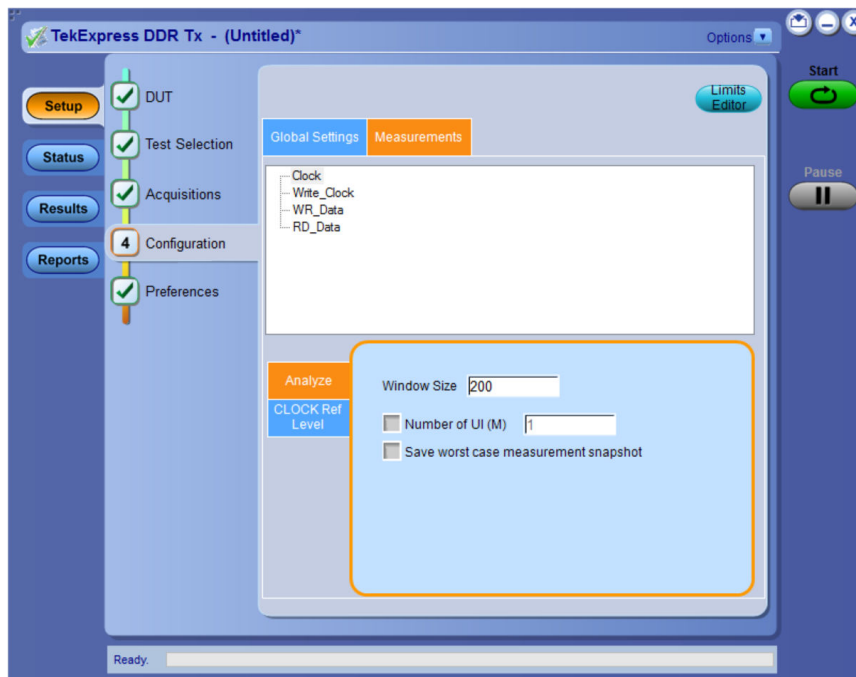 TekExpress DDR Tx - (Untitled)*
Options
Start
Pause
Setup
Status
Results
Reports
DUT
Test Selection
Acquisitions
4 Configuration
Preferences
Limits
Editor
Global Settings
Measurements
Clock
Write_Clock
WR_Data
RD_Data
Analyze
CLOCK Ref
Level
Window Size 200
Number of UI (M) 1
Save worst case measurement snapshot
Ready.